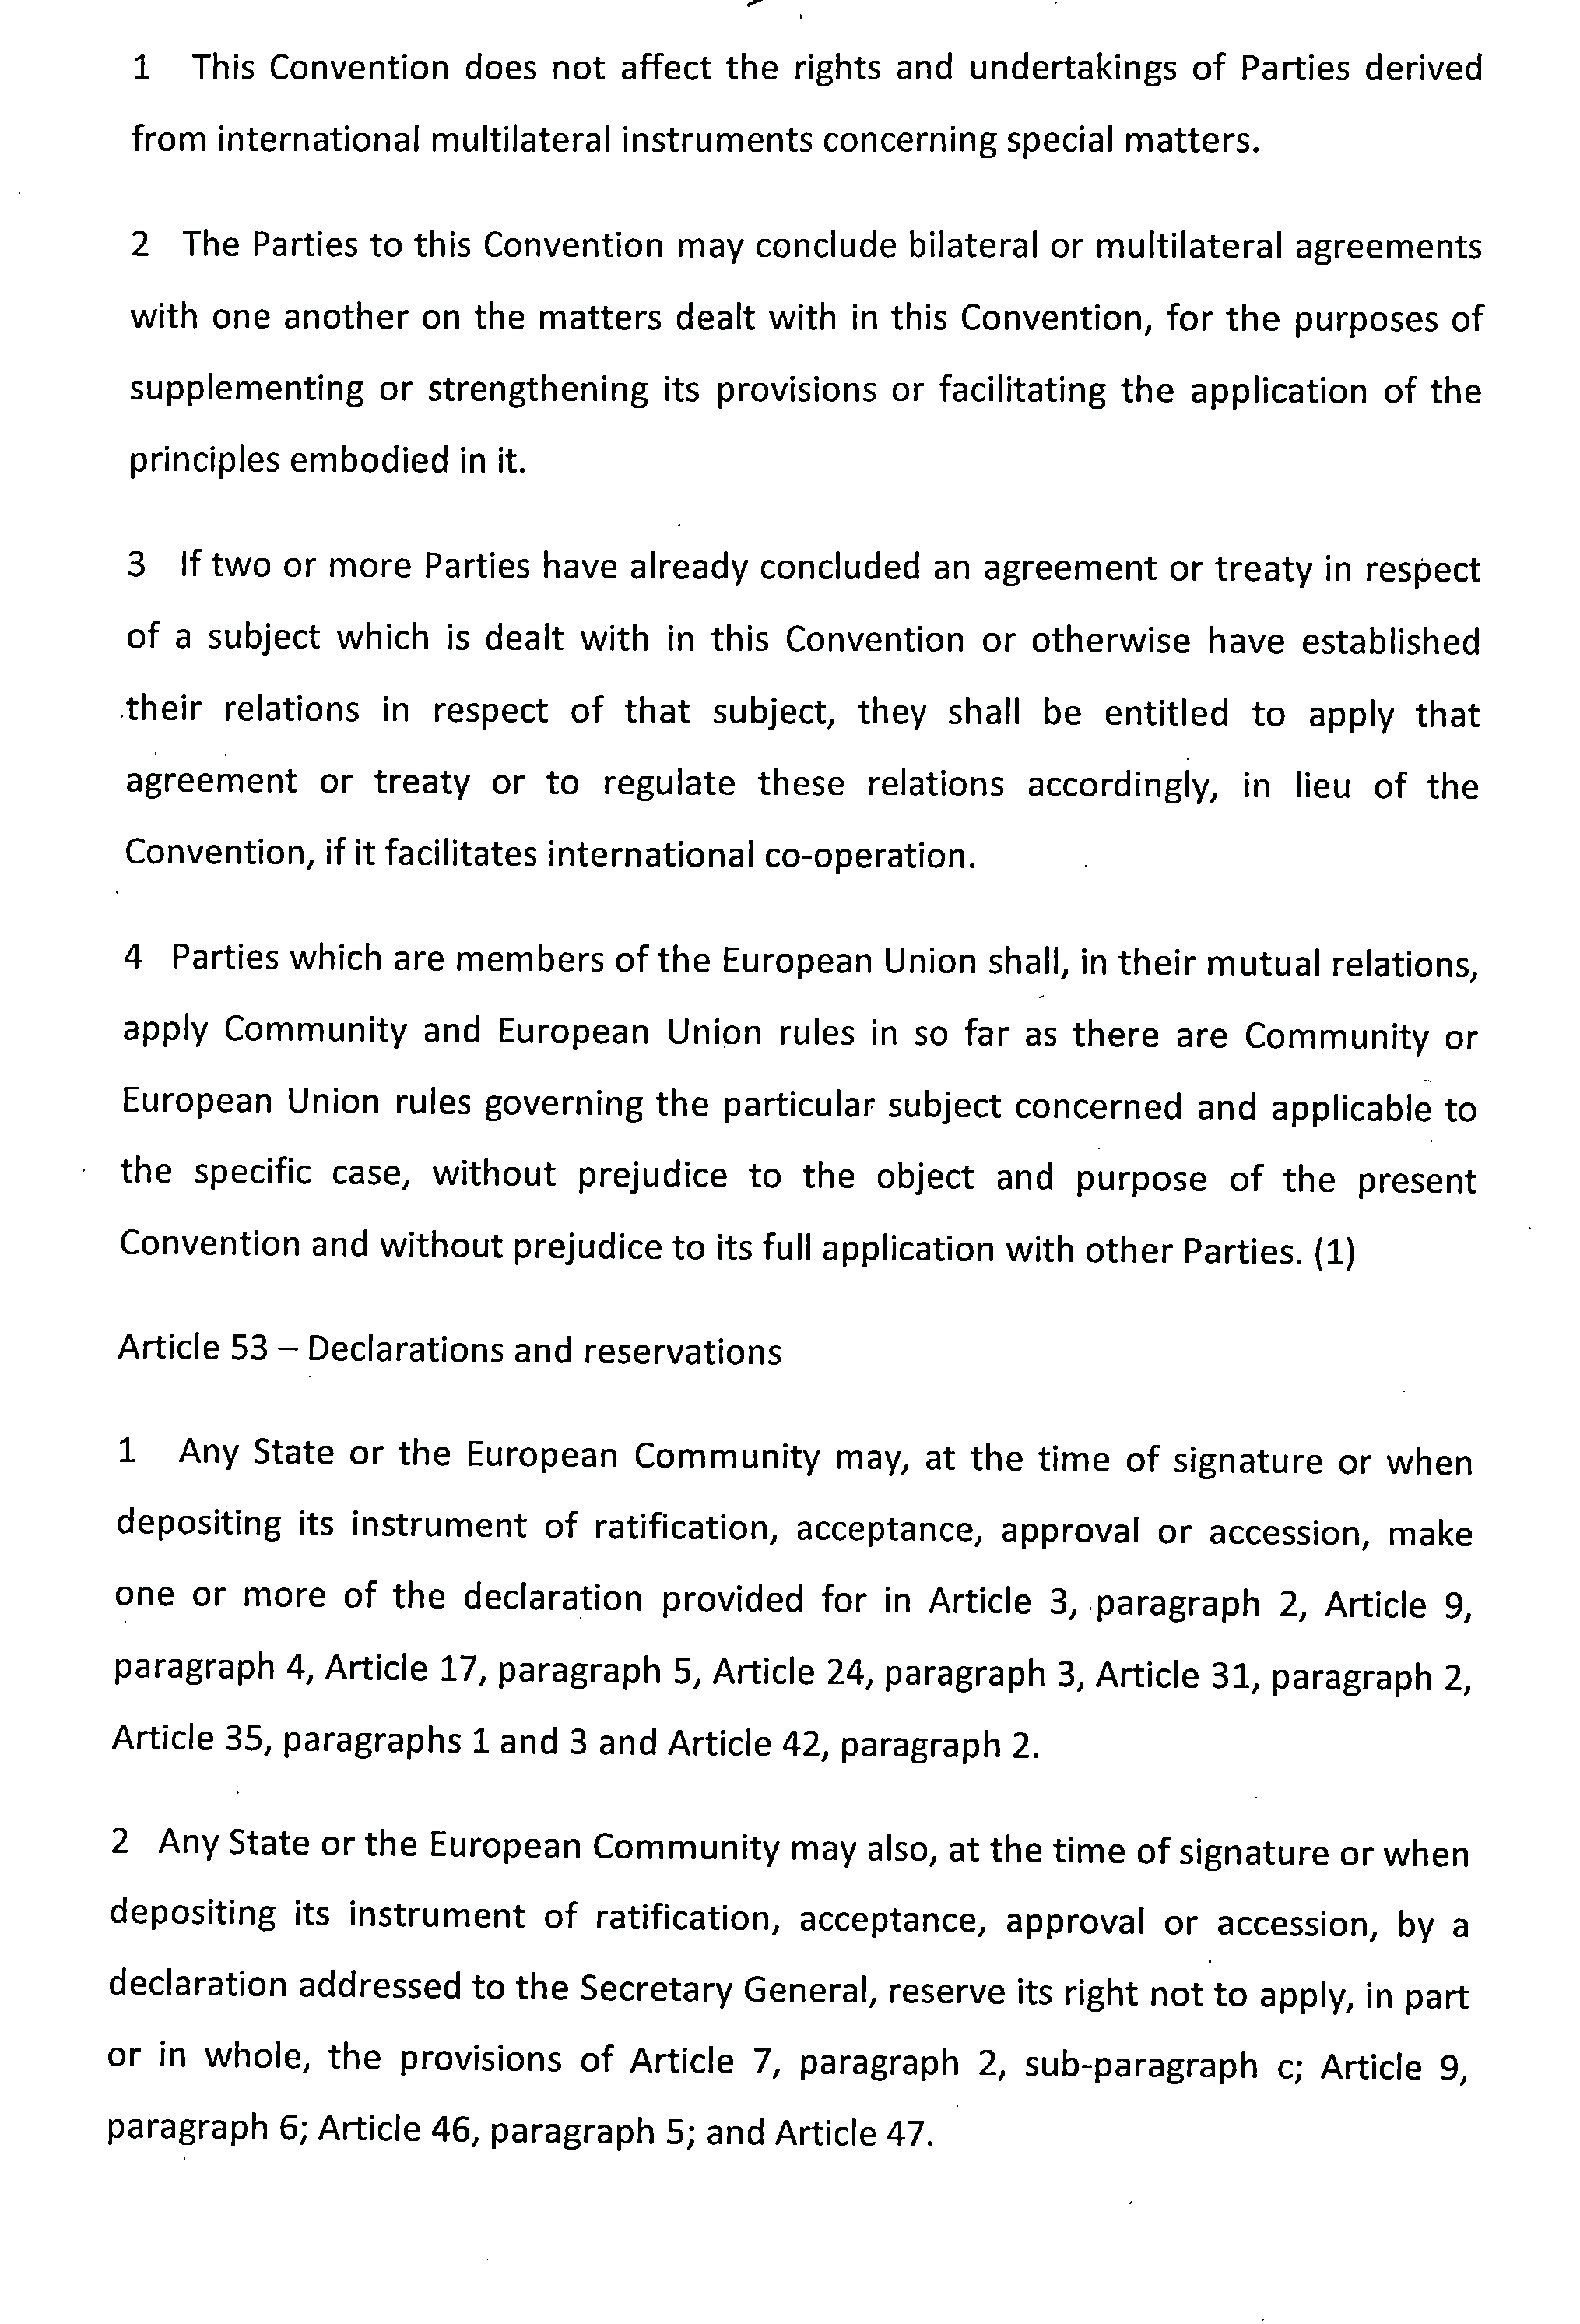 1 This Convention does not affect the rights and undertakings of Parties derived
from international multilateral instruments concerning special matters.
2 The Parties to this Convention may conclude bilateral or multilateral agreements
with one another on the matters dealt with in this Convention, for the purposes of
supplementing or strengthening its provisions or facilitating the application of the
principles embodied in it.
3 If two or more Parties have already concluded an agreement or treaty in respect
of a subject which is dealt with in this Convention or otherwise have established
their relations in respect of that subject, they shall be entitled to apply that
agreement or treaty or to regulate these relations accordingly, in lieu of the
Convention, if it facilitates international co-operation.
4 Parties which are members of the European Union shall, in their mutual relations,
apply Community and European Union rules in so far as there are Community or
European Union rules governing the particular subject concerned and applicable to
the specific case, without prejudice to the object and purpose of the present
Convention and without prejudice to its full application with other Parties. (1)
Article 53 – Declarations and reservations
1 Any State or the European Community may, at the time of signature or when
depositing its instrument of ratification, acceptance, approval or accession, make
one or more of the declaration provided for in Article 3, paragraph 2, Article 9,
paragraph 4, Article 17, paragraph 5, Article 24, paragraph 3, Article 31, paragraph 2,
Article 35, paragraphs 1 and 3 and Article 42, paragraph 2.
2 Any State or the European Community may also, at the time of signature or when
depositing its instrument of ratification, acceptance, approval or accession, by a
declaration addressed to the Secretary General, reserve its right not to apply, in part
or in whole, the provisions of Article 7, paragraph 2, sub-paragraph c; Article 9,
paragraph 6; Article 46, paragraph 5; and Article 47.